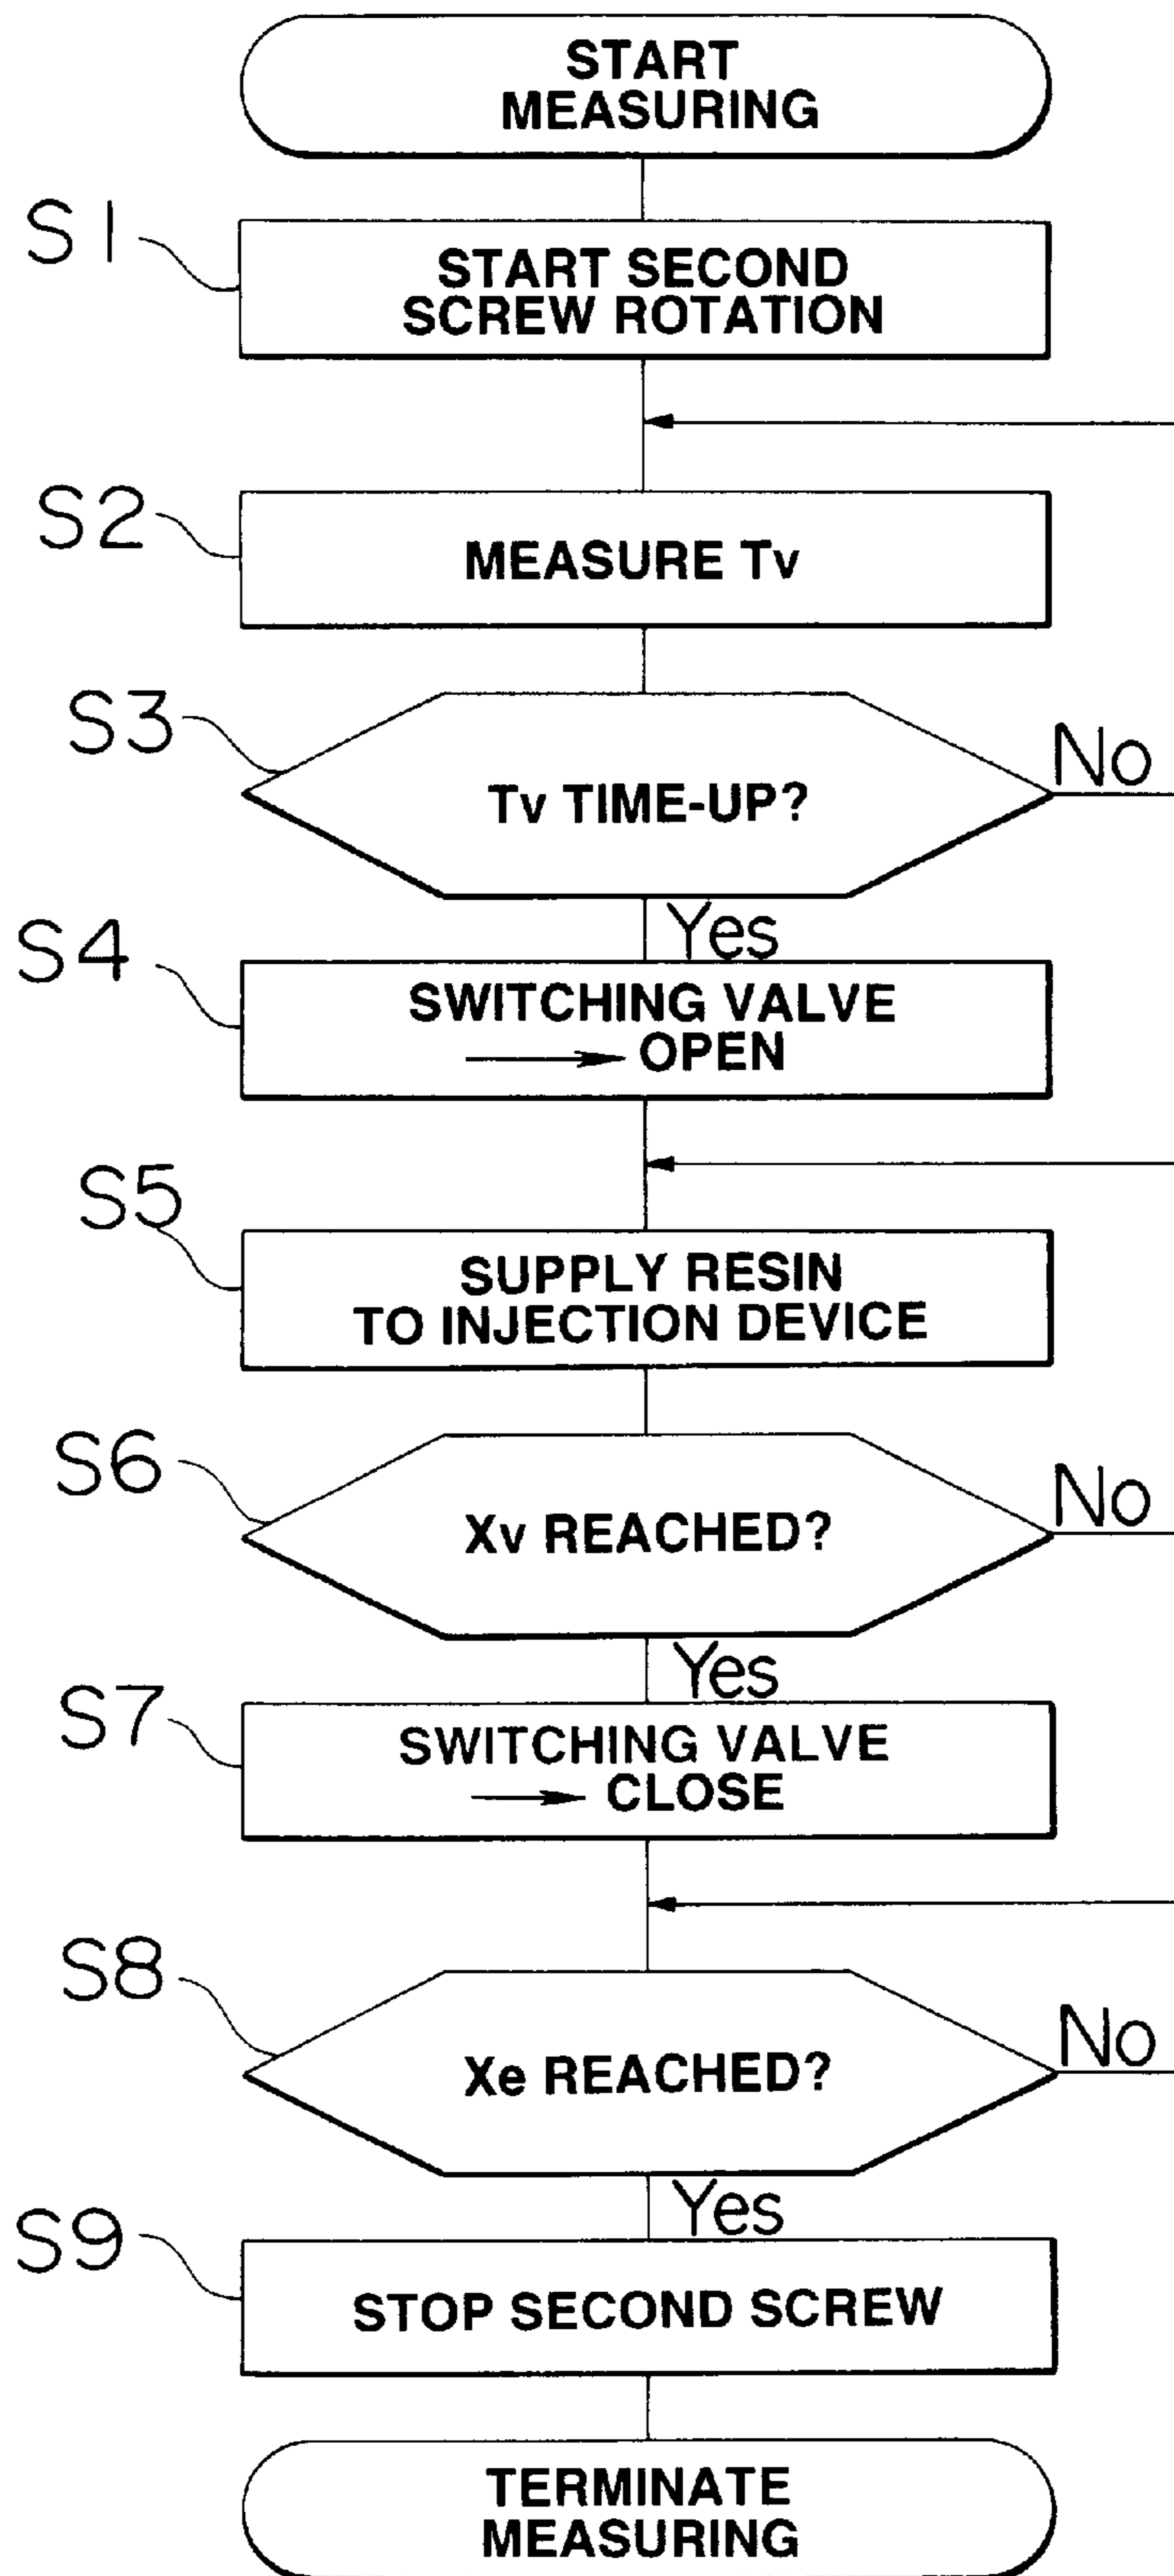 START
MEASURING
S1
START SECOND
SCREW ROTATION
S2
MEASURE Tv
S3
Tv TIME-UP?
No
Yes
S4
SWITCHING VALVE
→ OPEN
S5
SUPPLY RESIN
TO INJECTION DEVICE
S6
Xv REACHED?
No
Yes
S7
SWITCHING VALVE
→ CLOSE
S8
Xe REACHED?
No
Yes
S9
STOP SECOND SCREW
TERMINATE
MEASURING